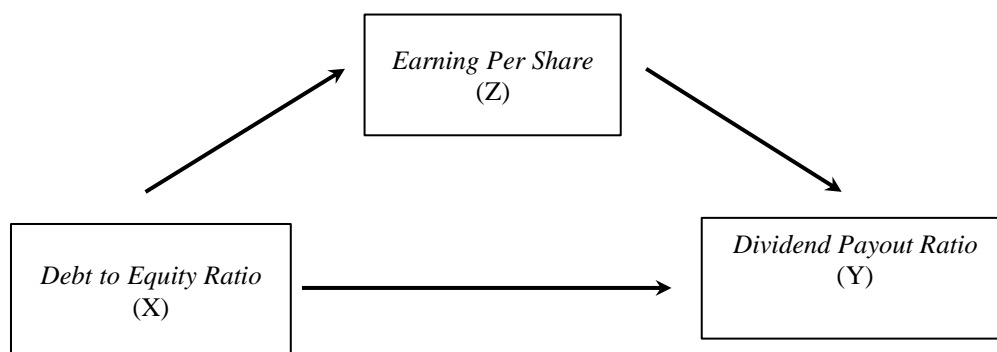 Earning Per Share
(Z)
Debt to Equity Ratio
(X)
Dividend Payout Ratio
(Y)